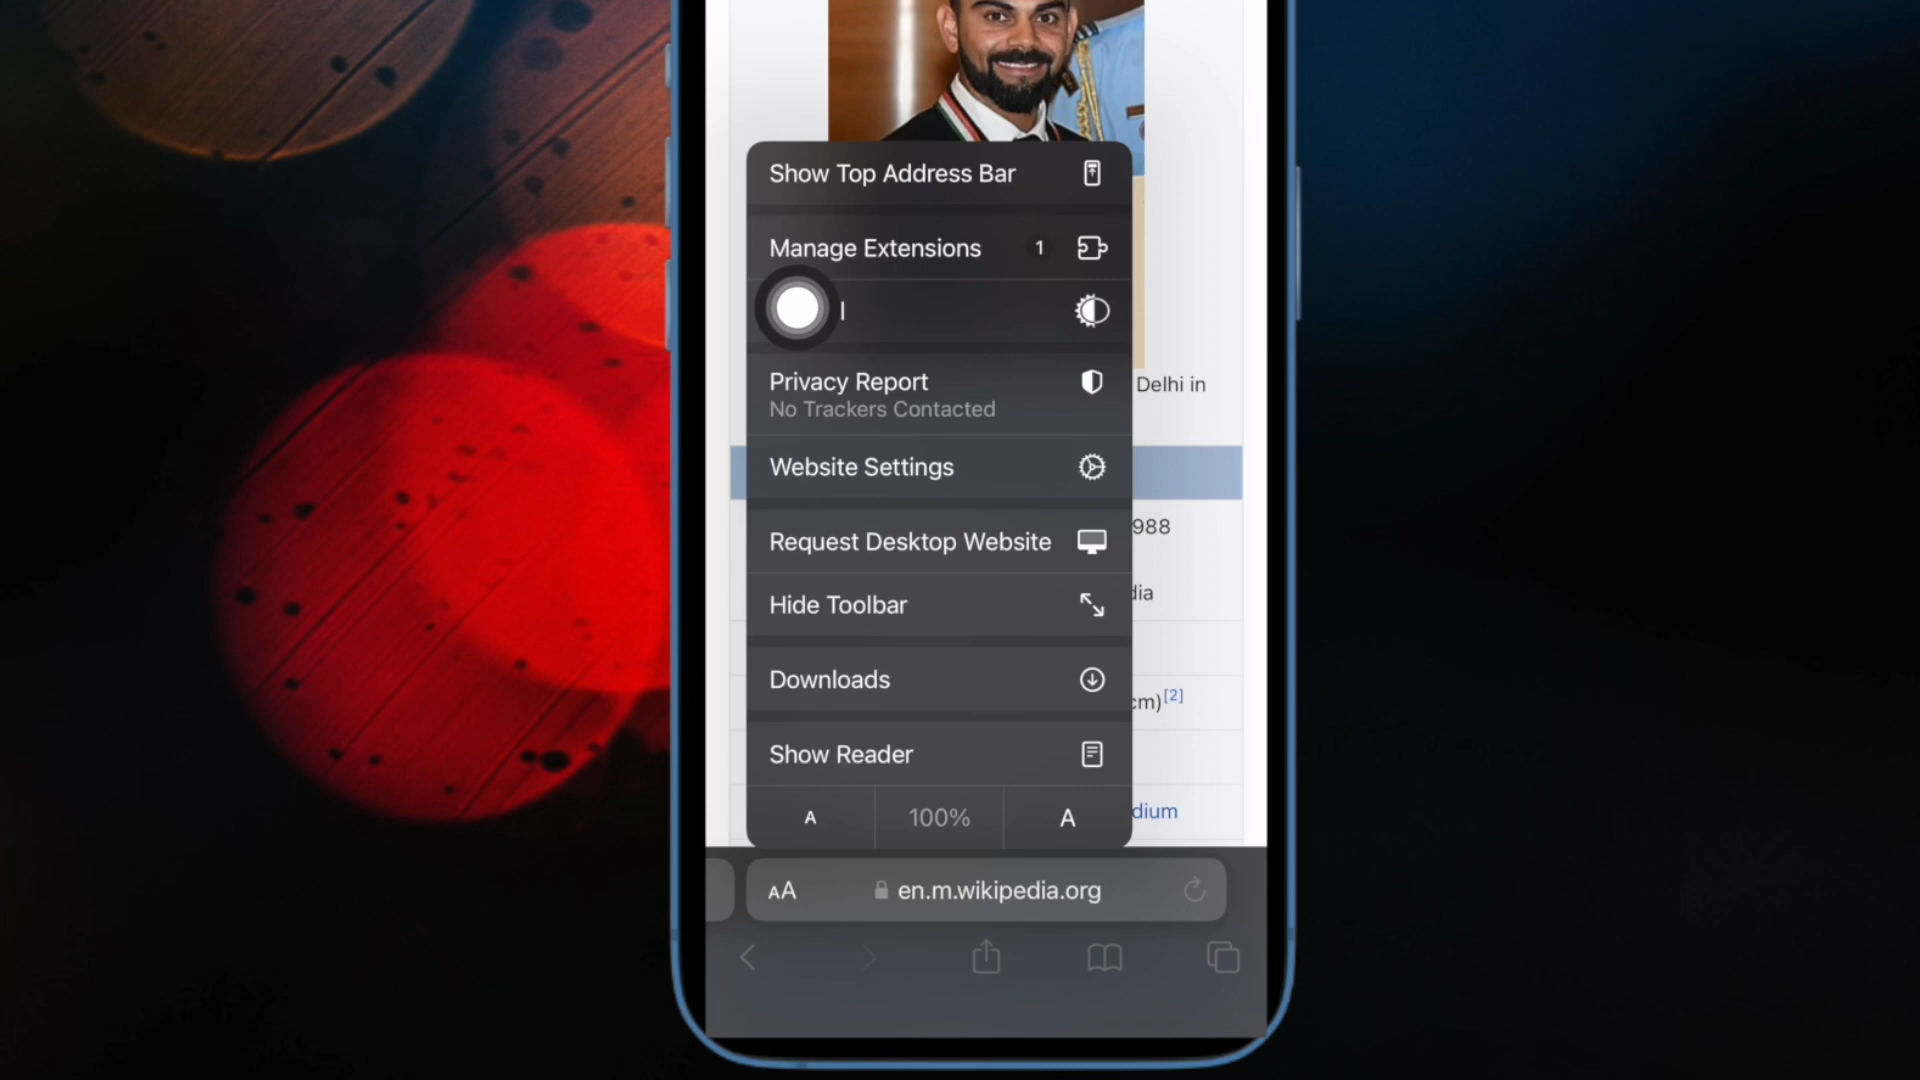 Show Top Address Bar
Manage Extensions 1
Delhi in
Privacy Report
No Trackers Contacted
Website Settings
988
Request Desktop Website
dia
Hide Toolbar
Downloads
cm)[2]
Show Reader
dium
A 100% A
AA en.m.wikipedia.org